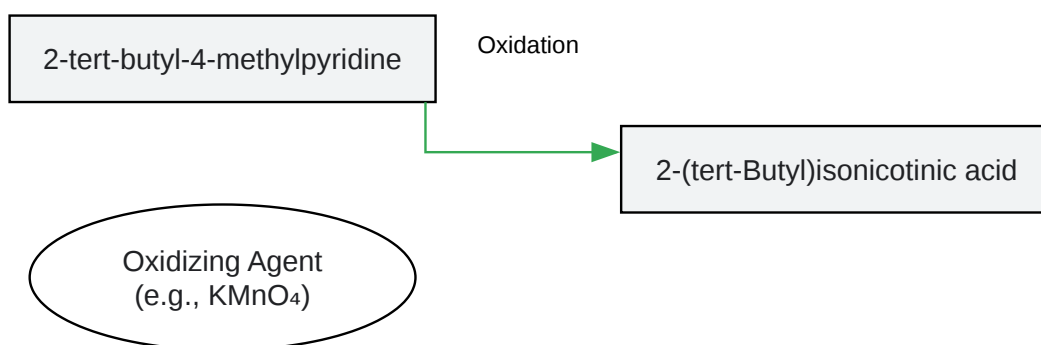 2-tert-butyl-4-methylpyridine
Oxidation
2-(tert-Butyl)isonicotinic acid
Oxidizing Agent
(e.g., KMnO₄)